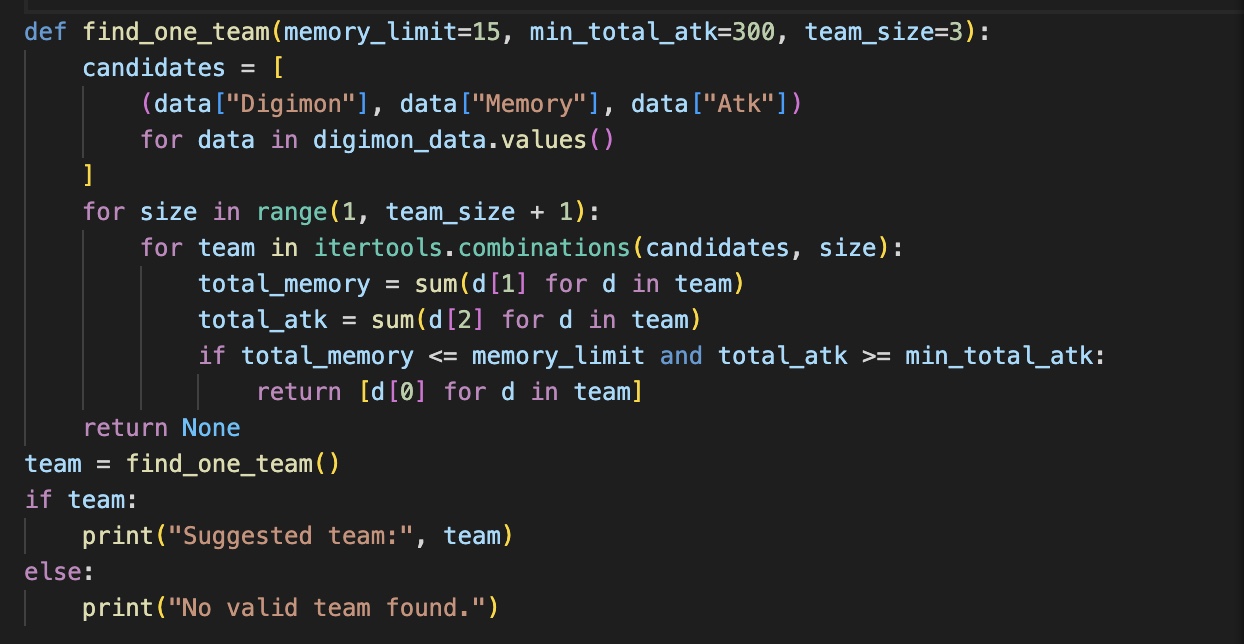 def find_one_team(memory_limit=15, min_total_atk=300, team_size=3):
    candidates = [
        (data["Digimon"], data["Memory"], data["Atk"])
        for data in digimon_data.values()
    ]
    for size in range(1, team_size + 1):
        for team in itertools.combinations(candidates, size):
            total_memory = sum(d[1] for d in team)
            total_atk = sum(d[2] for d in team)
            if total_memory <= memory_limit and total_atk >= min_total_atk:
                return [d[0] for d in team]
    return None
team = find_one_team()
if team:
    print("Suggested team:", team)
else:
    print("No valid team found.")